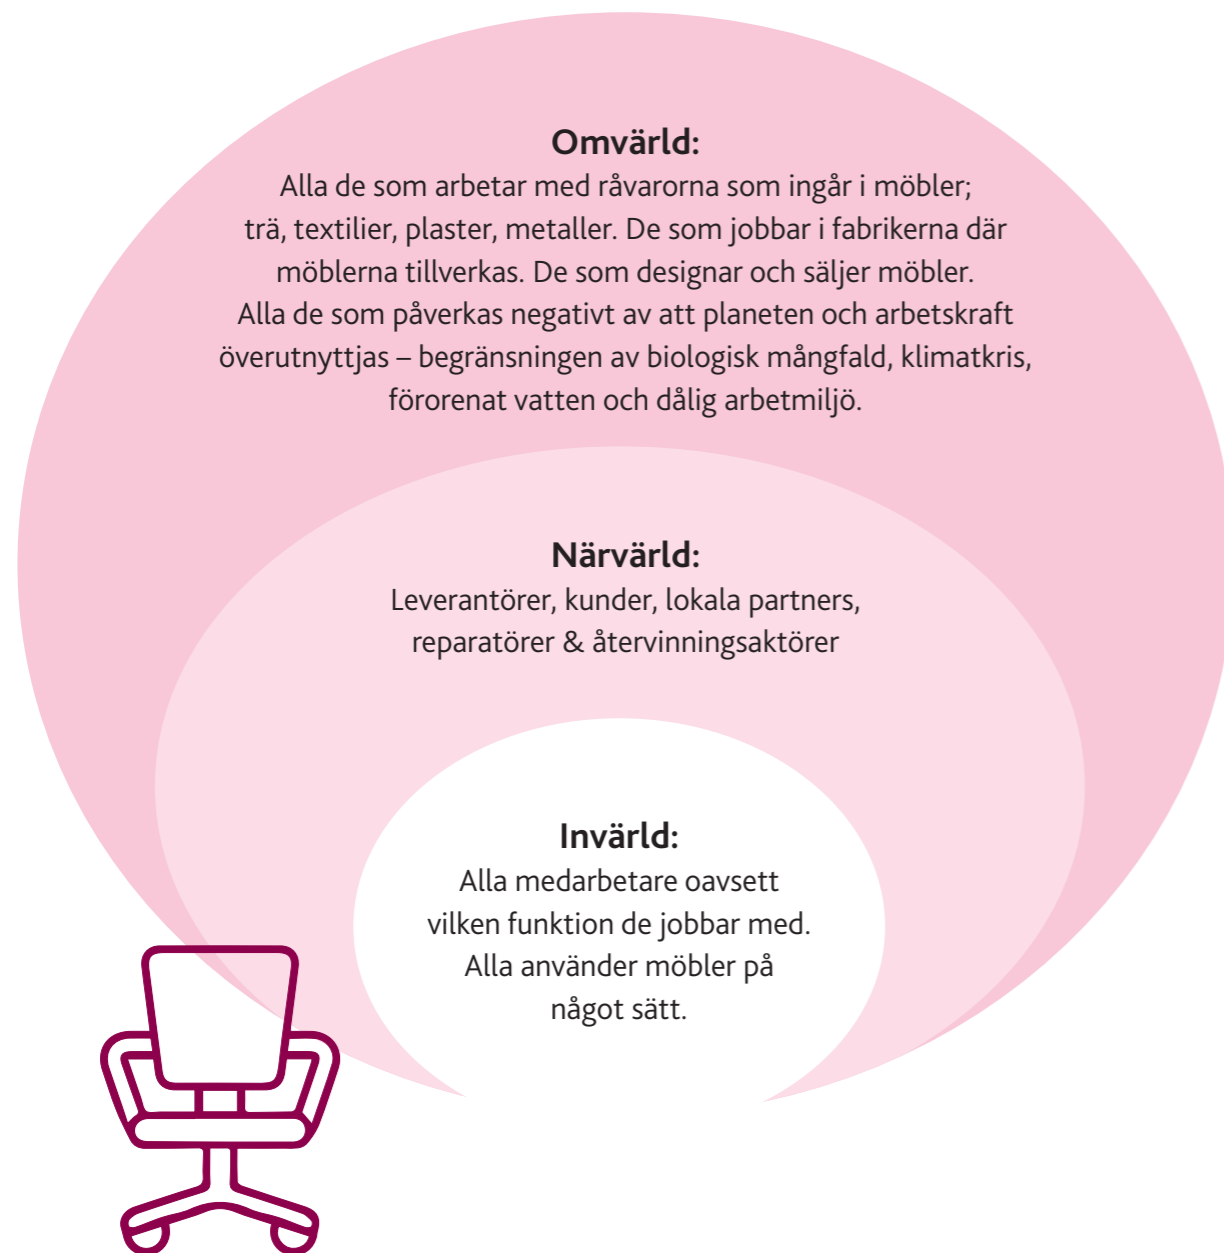 Omvärld:
Alla de som arbetar med råvarorna som ingår i möbler;
trä, textilier, plaster, metaller. De som jobbar i fabrikerna där
möblerna tillverkas. De som designar och säljer möbler.
Alla de som påverkas negativt av att planeten och arbetskraft
överutnyttjas – begränsningen av biologisk mångfald, klimatkris,
förorenat vatten och dålig arbetmiljö.
Närvärld:
Leverantörer, kunder, lokala partners,
reparatörer & återvinningsaktörer
Invärld:
Alla medarbetare oavsett
vilken funktion de jobbar med.
Alla använder möbler på
något sätt.